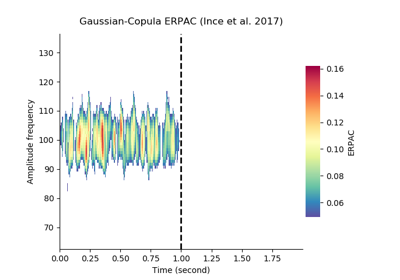 Gaussian-Copula ERPAC (Ince et al. 2017)
130
120
110
100
90
80
70
Amplitude frequency
0.00 0.25 0.50 0.75 1.00 1.25 1.50 1.75
Time (second)
0.16
0.14
0.12
0.10
0.08
0.06
ERPAC